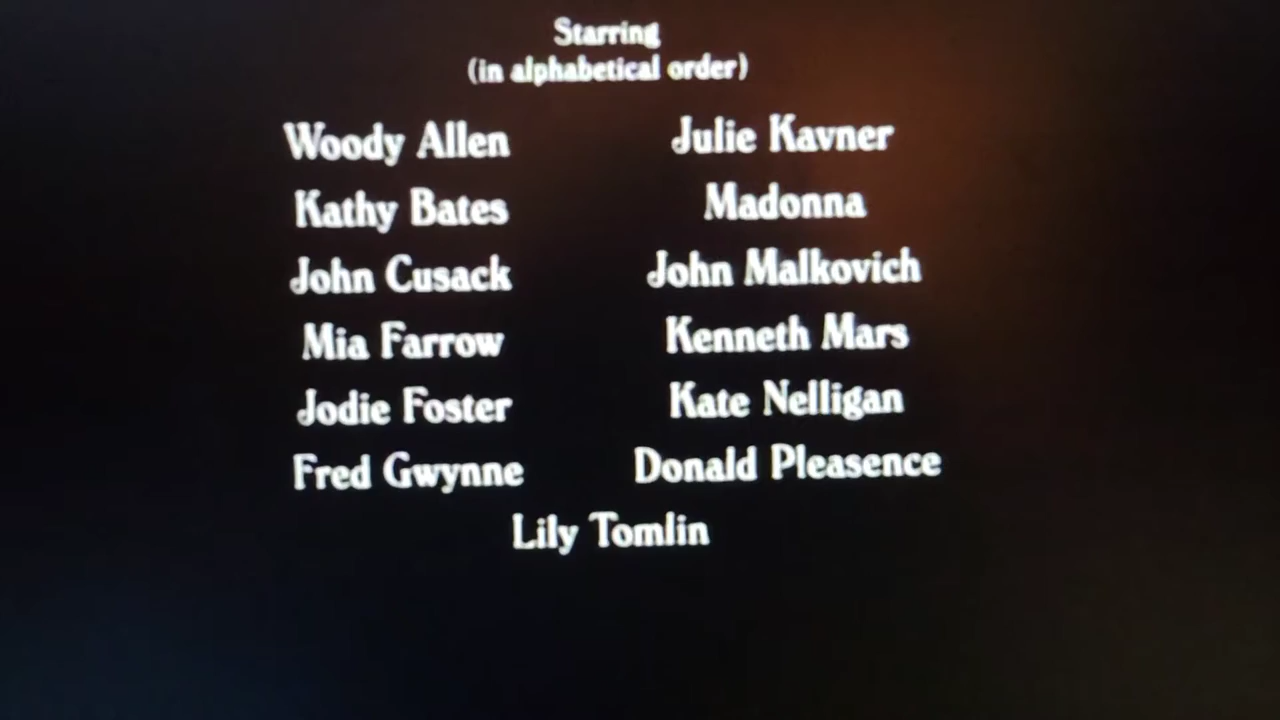 Starring
(in alphabetical order)
Woody Allen
Kathy Bates
John Cusack
Mia Farrow
Jodie Foster
Fred Gwynne
Julie Kavner
Madonna
John Malkovich
Kenneth Mars
Kate Nelligan
Donald Pleasence
Lily Tomlin